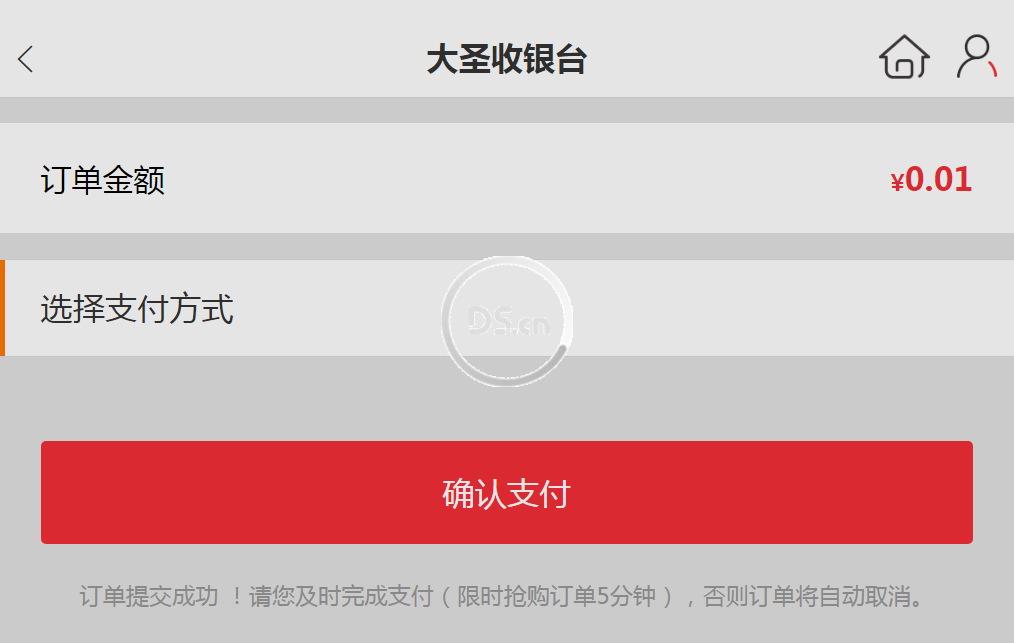 大圣收银台
订单金额
¥0.01
选择支付方式
DS.cn
确认支付
订单提交成功 ！请您及时完成支付（限时抢购订单5分钟），否则订单将自动取消。